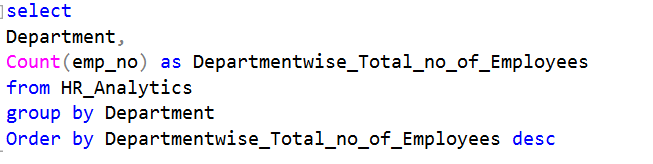 select
Department,
Count(emp_no) as Departmentwise_Total_no_of_Employees
from HR_Analytics
group by Department
Order by Departmentwise_Total_no_of_Employees desc